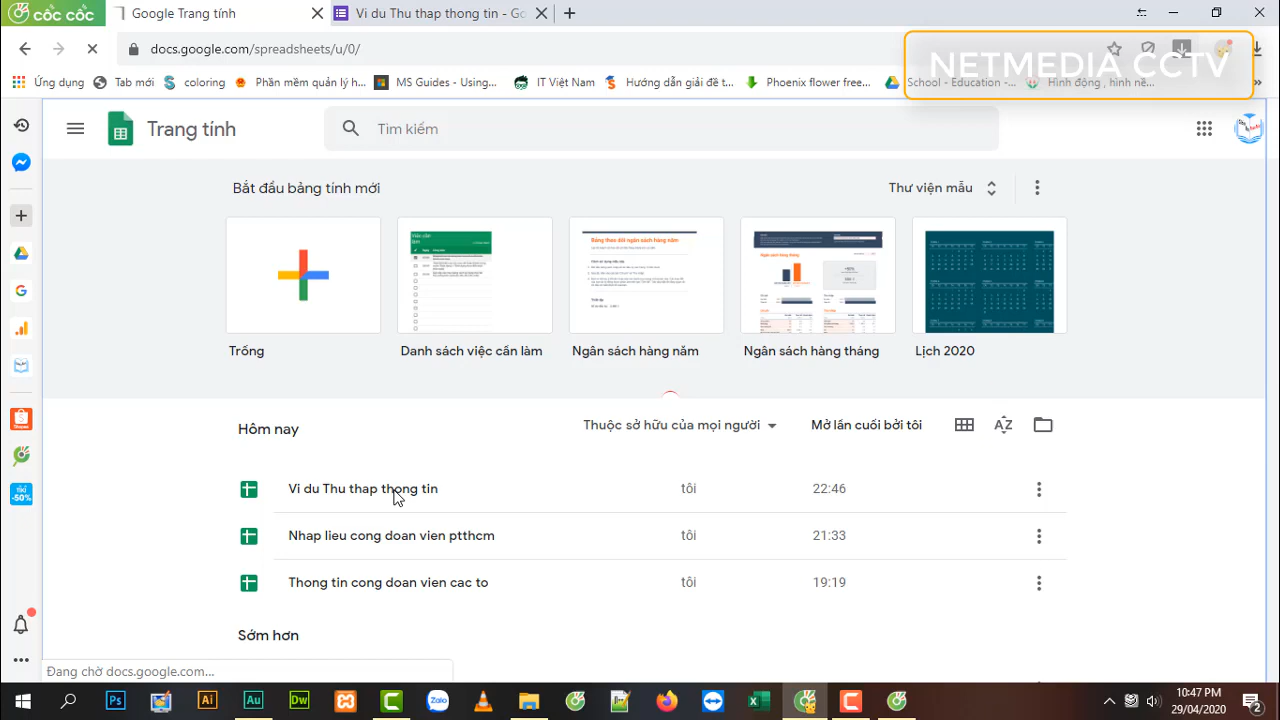 cốc cốc
Google Trang tính
Vi du Thu thap thong tin - Goc
docs.google.com/spreadsheets/u/0/
NETMEDIA CCTV
Ứng dụng
Tab mới
coloring
Phần mềm quản lý h...
MS Guides - Using...
IT Việt Nam
Hướng dẫn giải đề...
Phoenix flower free...
School - Education -...
Hình động , hình nề...
Trang tính
Tìm kiếm
Bắt đầu bảng tính mới
Thư viện mẫu
Trống
Danh sách việc cần làm
Ngân sách hàng năm
Ngân sách hàng tháng
Lịch 2020
Hôm nay
Thuộc sở hữu của mọi người
Mở lần cuối bởi tôi
Vi du Thu thap thong tin
tôi
22:46
Nhap lieu cong doan vien ptthcm
tôi
21:33
Thong tin cong doan vien cac to
tôi
19:19
Sớm hơn
Đang chờ docs.google.com...
10:47 PM
29/04/2020